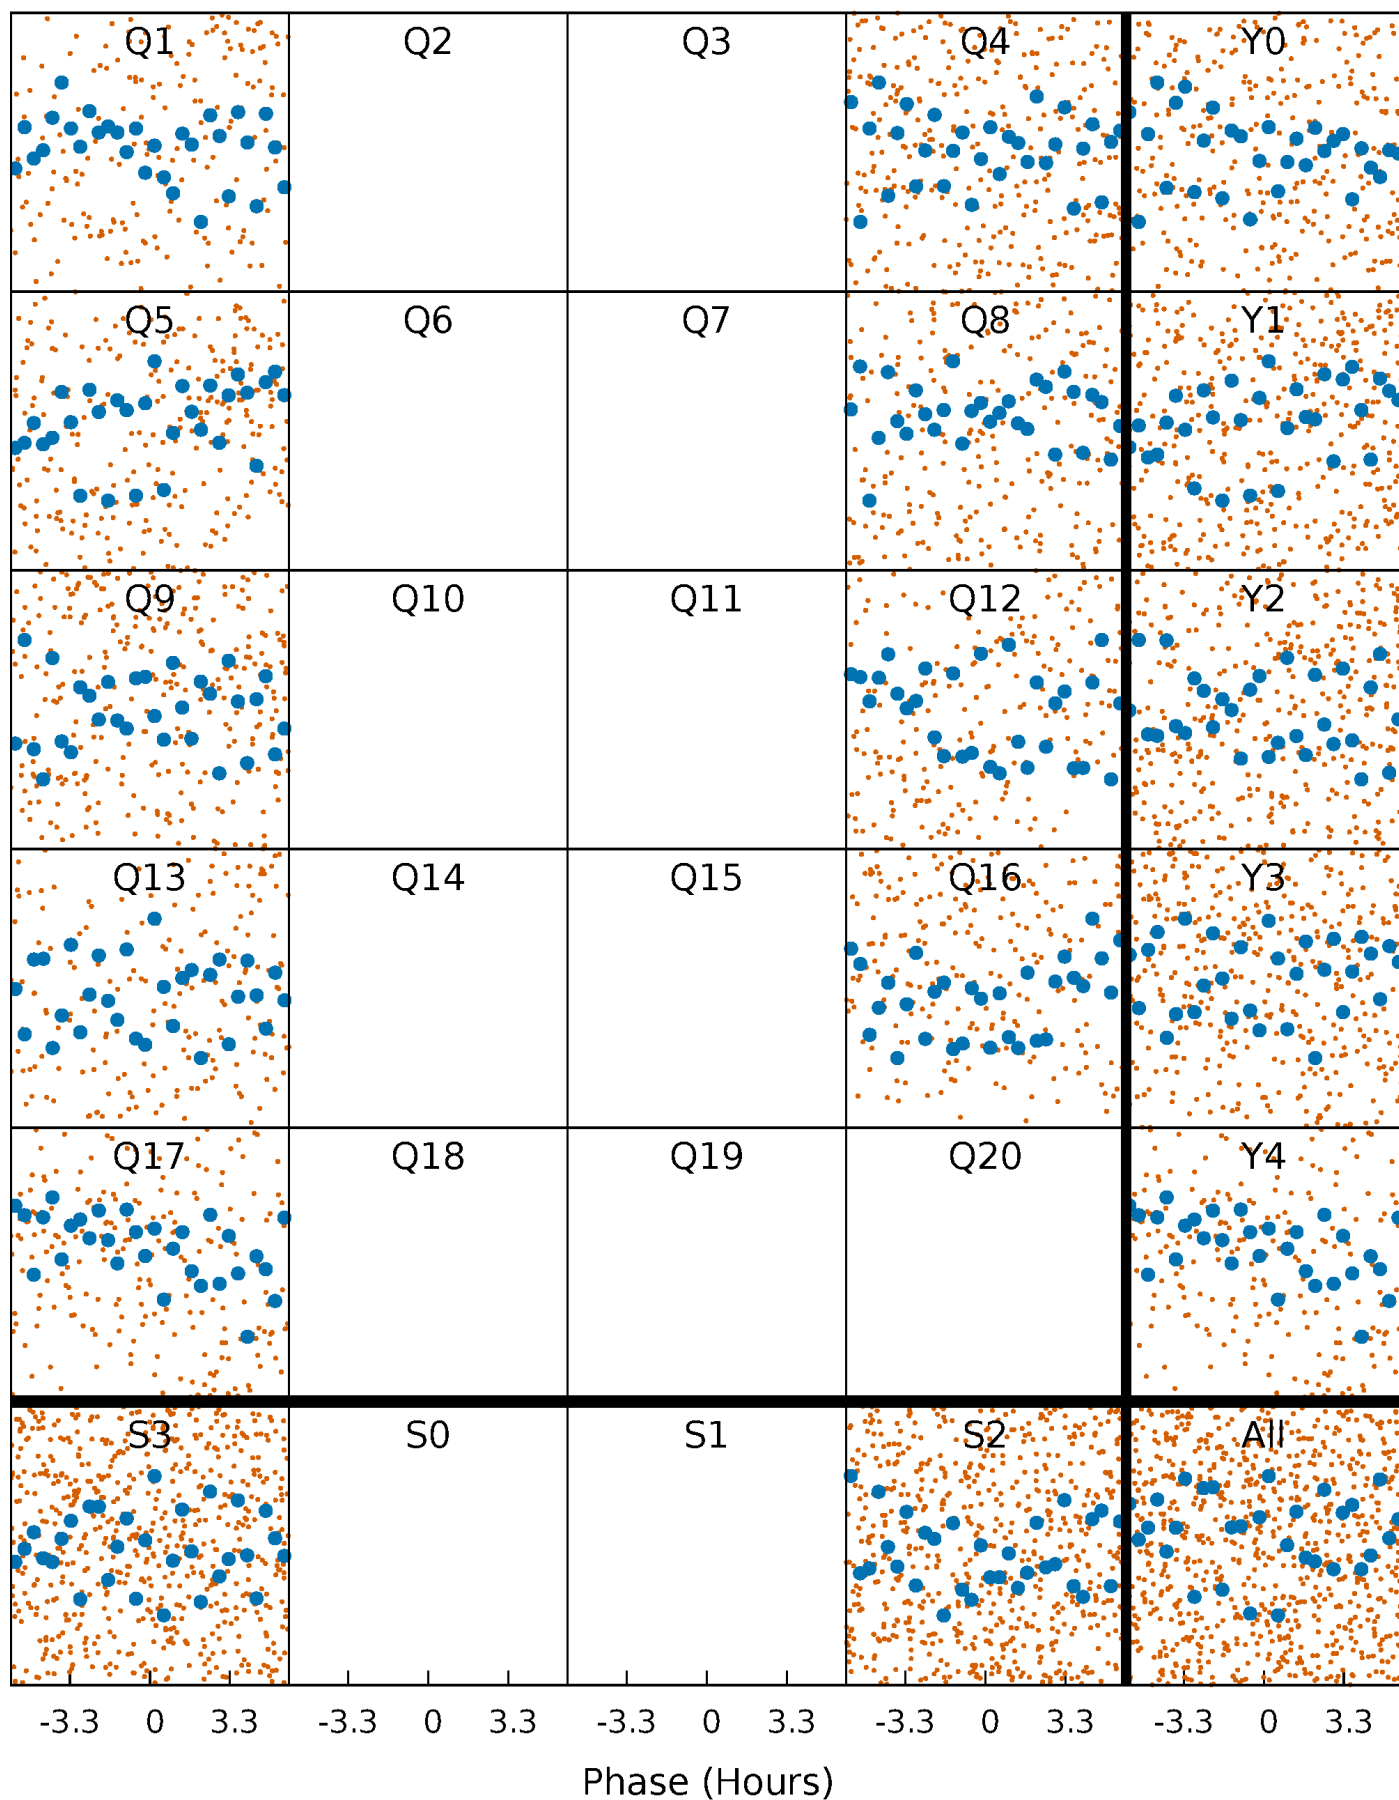 Q1 Q2 Q3 Q4 Y0
Q5 Q6 Q7 Q8 Y1
Q9 Q10 Q11 Q12 Y2
Q13 Q14 Q15 Q16 Y3
Q17 Q18 Q19 Q20 Y4
S3 S0 S1 S2 All
-3.3 0 3.3 -3.3 0 3.3 -3.3 0 3.3 -3.3 0 3.3 -3.3 0 3.3
Phase (Hours)